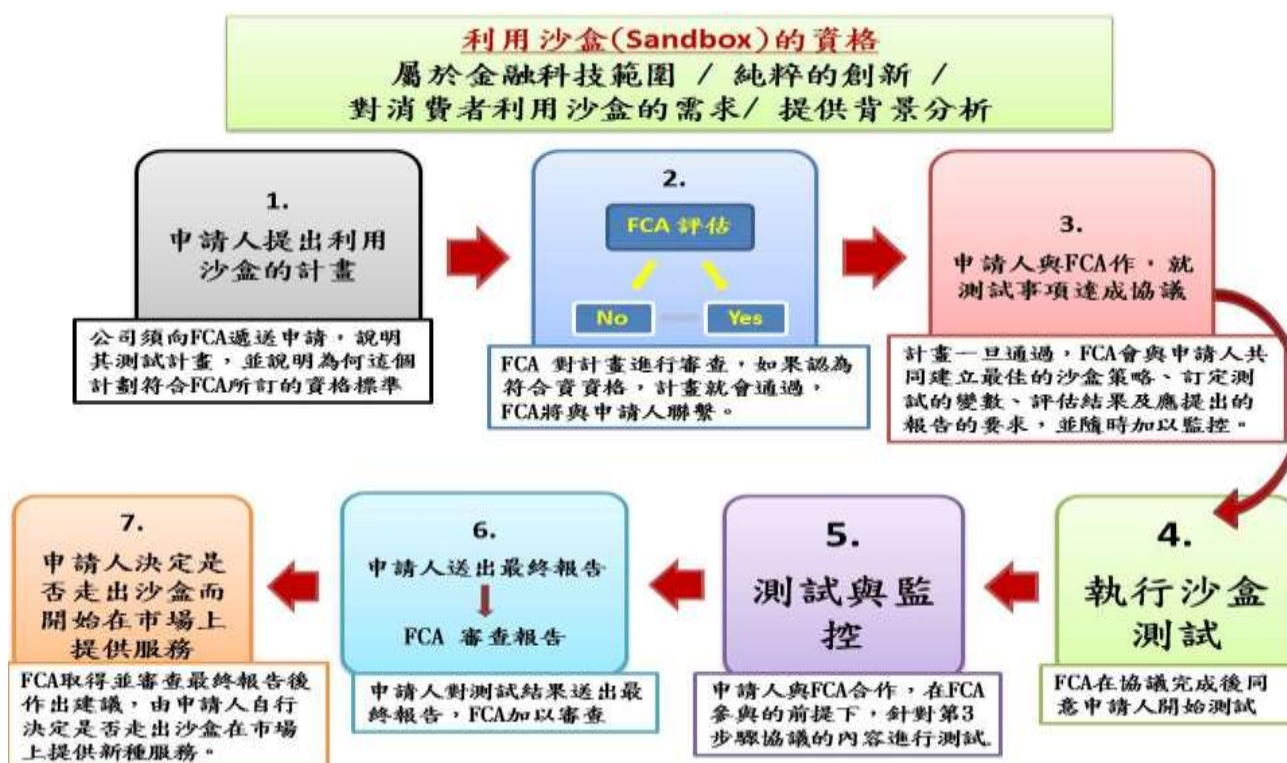 利用沙盒(Sandbox)的資格
屬於金融科技範圍 / 純粹的創新 /
對消費者利用沙盒的需求/ 提供背景分析
1.
申請人提出利用
沙盒的計畫
公司須向FCA遞送申請，說明
其測試計畫，並說明為何這個
計劃符合FCA所訂的資格標準
2.
FCA 評估
No
Yes
FCA 對計畫進行審查，如果認為
符合資資格，計畫就會通過，
FCA將與申請人聯繫。
3.
申請人與FCA作，就
測試事項達成協議
計畫一旦通過，FCA會與申請人共
同建立最佳的沙盒策略、訂定測
試的變數、評估結果及應提出的
報告的要求，並隨時加以監控。
4.
執行沙盒
測試
FCA在協議完成後同
意申請人開始測試
5.
測試與監
控
申請人與FCA合作，在FCA
參與的前提下，針對第3
步驟協議的內容進行測試.
6.
申請人送出最終報告
FCA 審查報告
申請人對測試結果送出最
終報告，FCA加以審查
7.
申請人決定是
否走出沙盒而
開始在市場上
提供服務
FCA取得並審查最終報告後
作出建議，由申請人自行
決定是否走出沙盒在市場
上提供新種服務。